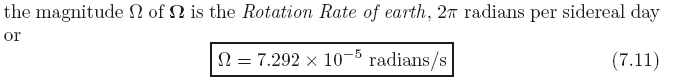 the magnitude Ω of Ω is the Rotation Rate of earth, 2π radians per sidereal day
or
Ω = 7.292 × 10⁻⁵ radians/s (7.11)